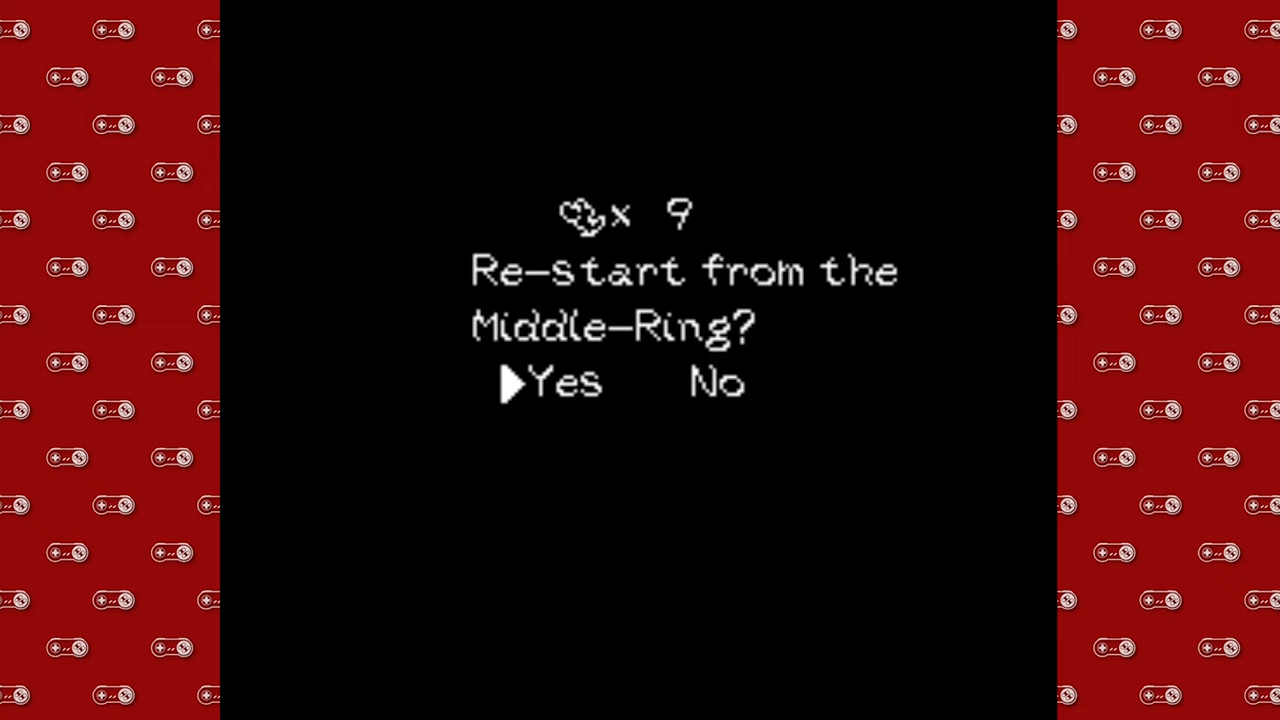 x 9
Re-start from the
Middle-Ring?
Yes No